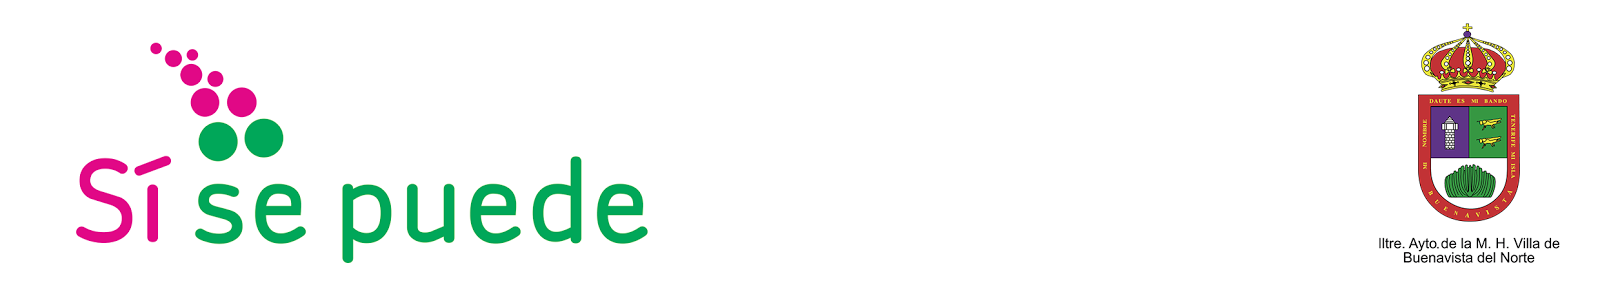 Sí se puede
DAUTE ES MI BANDO
TENERIFE MI ISLA
BUENAVISTA
MI NOMBRE
Iltre. Ayto. de la M. H. Villa de
Buenavista del Norte